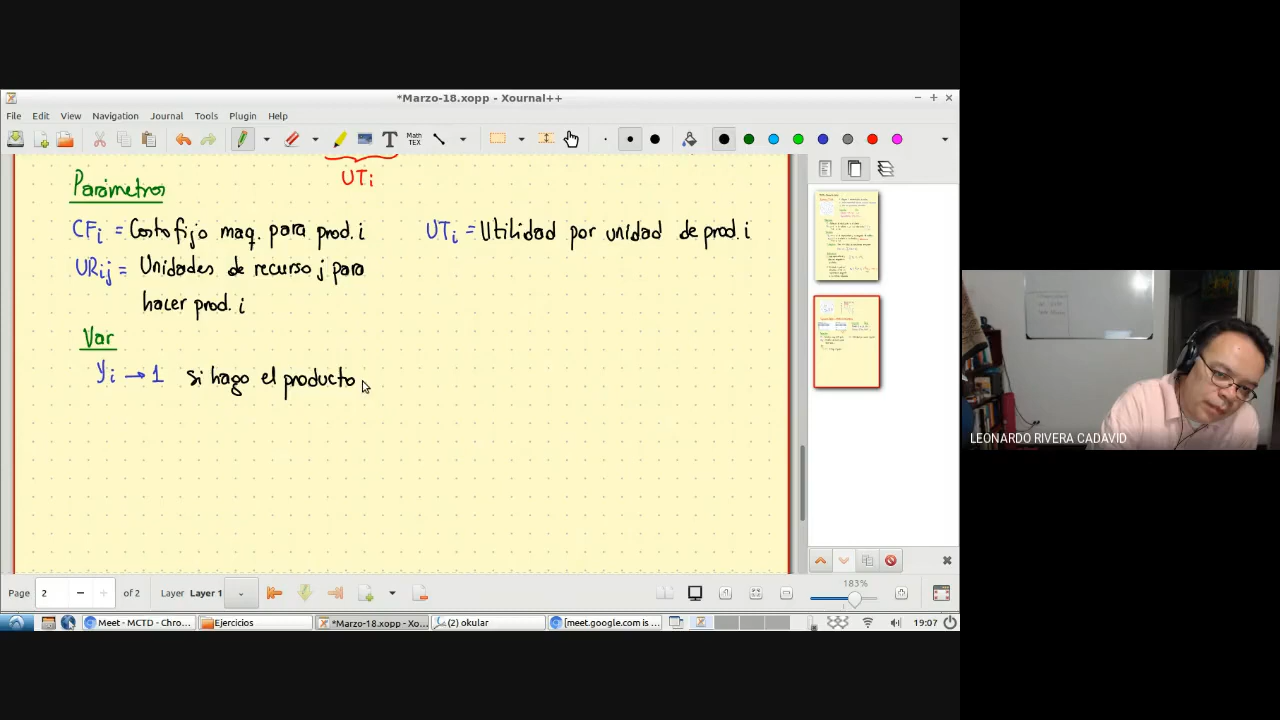 *Marzo-18.xopp - Xournal++
File Edit View Navigation Journal Tools Plugin Help
Math
TEX
UTi
Parámetros
CFi = Costo fijo maq. para prod. i
UTi = Utilidad por unidad de prod. i
URij = Unidades de recurso j para
hacer prod. i
Var
Yi → 1 si hago el producto
LEONARDO RIVERA CADAVID
Page 2 of 2 Layer Layer 1
183%
Meet - MCTD - Chro...
Ejercicios
*Marzo-18.xopp - Xo...
(2) okular
[meet.google.com is ...
19:07